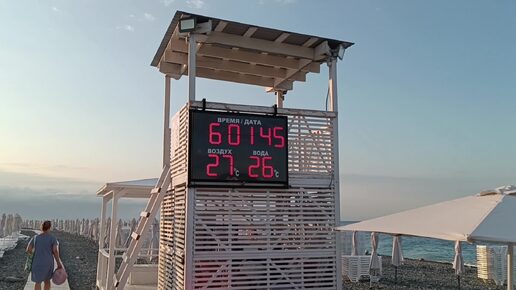 ВРЕМЯ / ДАТА
6:01:45
ВОЗДУХ ВОДА
27°C 26°C